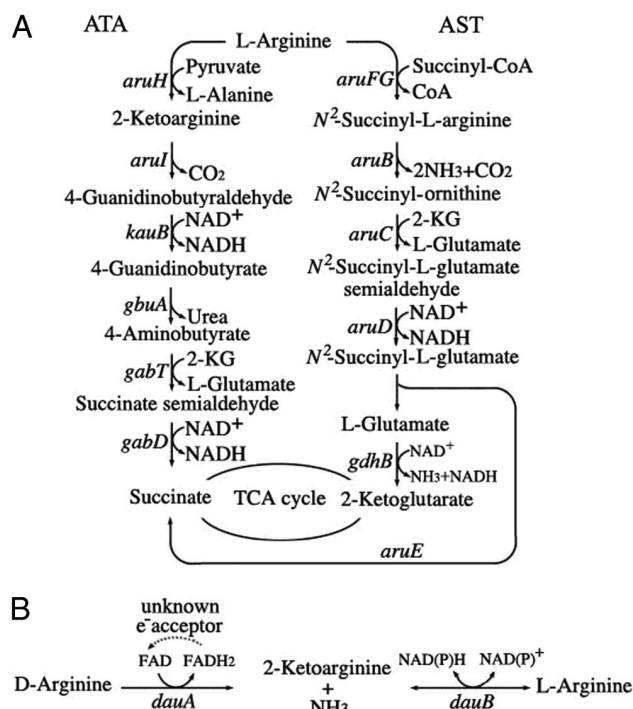 A
ATA
AST
L-Arginine
aruH
Pyruvate
L-Alanine
2-Ketoarginine
aruI
CO2
4-Guanidinobutyraldehyde
kauB
NAD+
NADH
4-Guanidinobutyrate
gbuA
Urea
4-Aminobutyrate
gabT
2-KG
L-Glutamate
Succinate semialdehyde
gabD
NAD+
NADH
Succinate
TCA cycle
aruFG
Succinyl-CoA
CoA
N2-Succinyl-L-arginine
aruB
2NH3+CO2
N2-Succinyl-ornithine
aruC
2-KG
L-Glutamate
N2-Succinyl-L-glutamate
semialdehyde
aruD
NAD+
NADH
N2-Succinyl-L-glutamate
L-Glutamate
gdhB
NAD+
NH3+NADH
2-Ketoglutarate
aruE
B
unknown
e-acceptor
FAD
FADH2
D-Arginine
dauA
2-Ketoarginine
+
NH3
NAD(P)H
NAD(P)+
dauB
L-Arginine